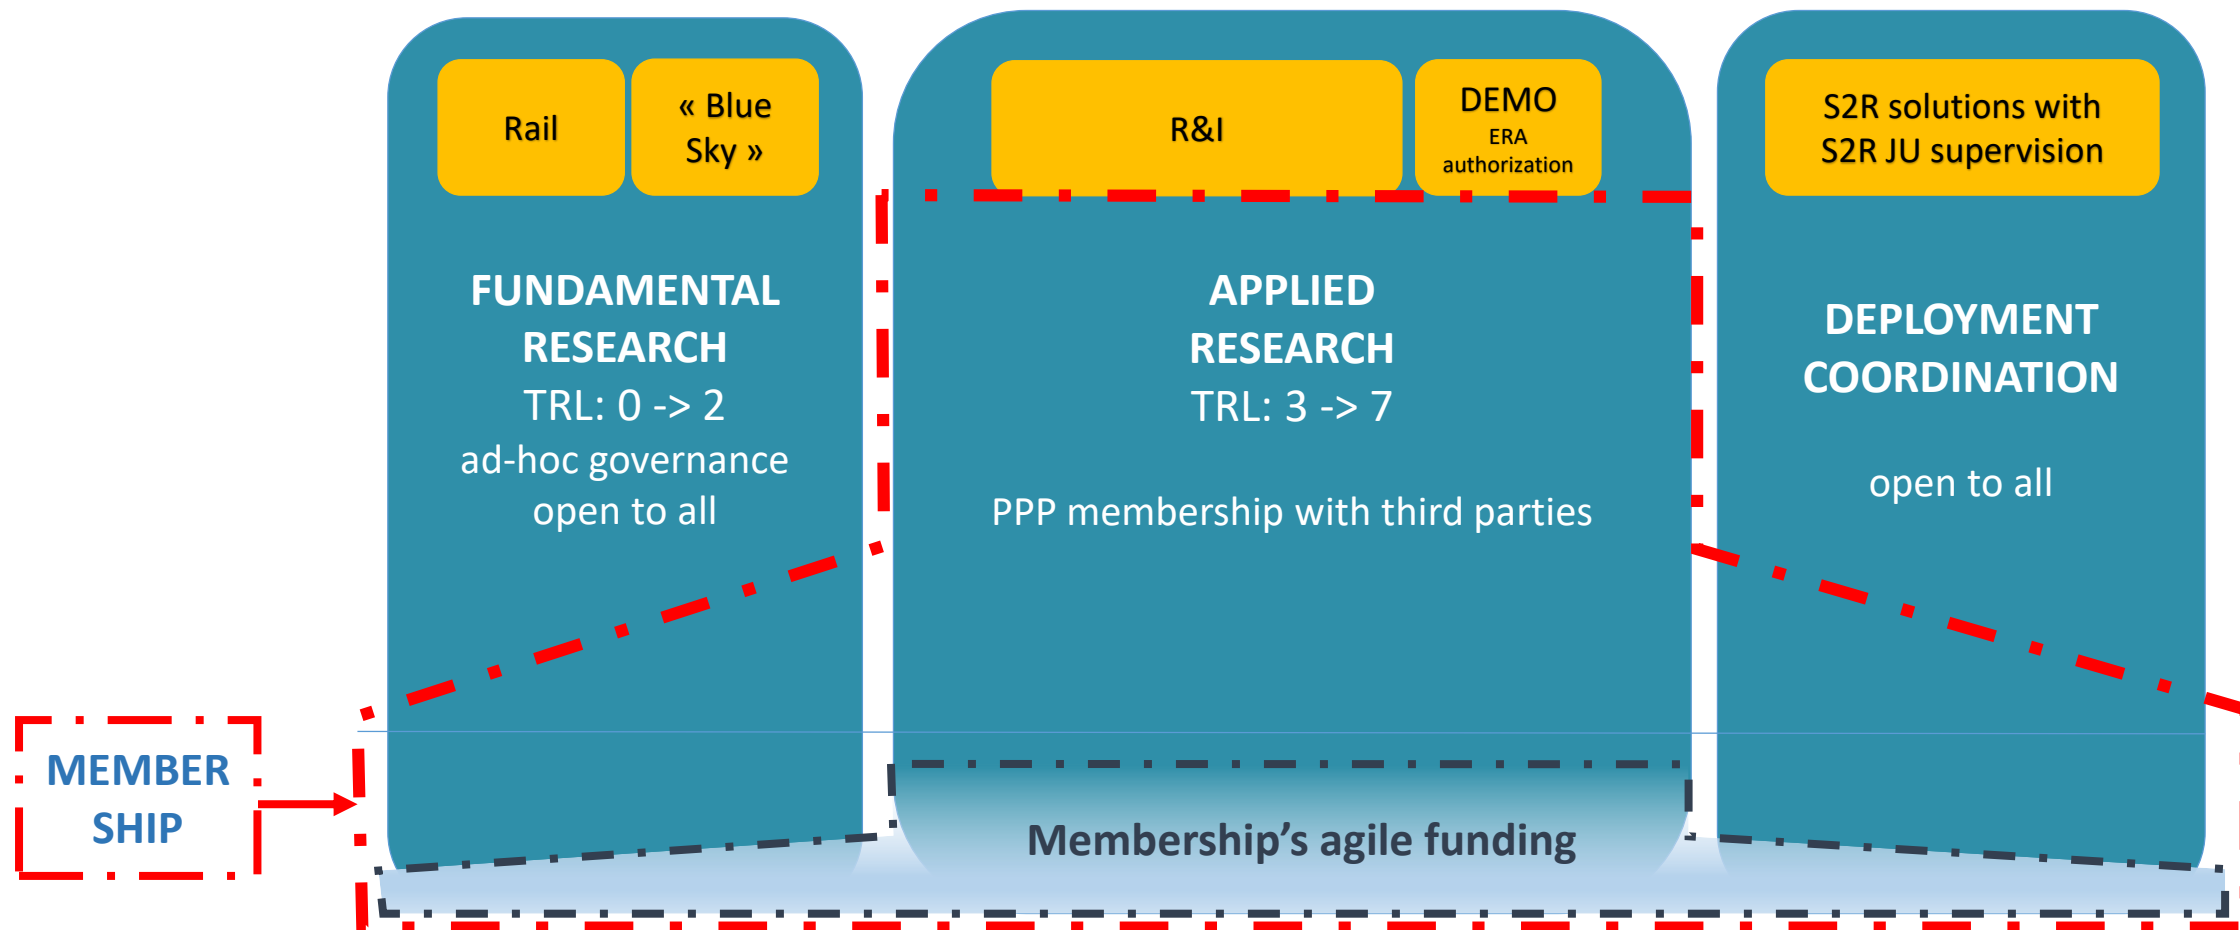 Rail
« Blue
Sky »
R&I
DEMO
ERA
authorization
S2R solutions with
S2R JU supervision
FUNDAMENTAL
RESEARCH
TRL: 0 -> 2
ad-hoc governance
open to all
APPLIED
RESEARCH
TRL: 3 -> 7
PPP membership with third parties
DEPLOYMENT
COORDINATION
open to all
MEMBER
SHIP
Membership’s agile funding